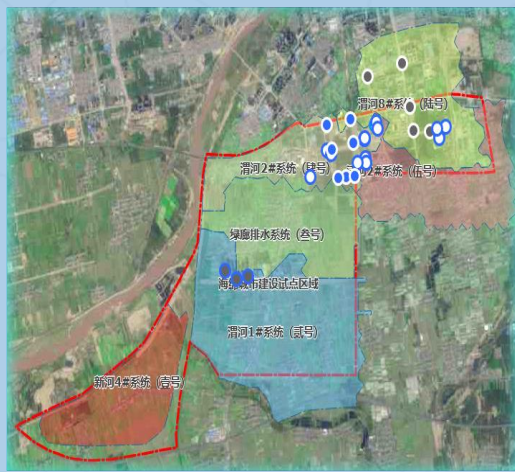 渭河8#系统（陆号）
渭河2#系统（肆号）
2#系统（伍号）
绿廊排水系统（叁号）
海绵城市建设试点区域
渭河1#系统（贰号）
新河4#系统（壹号）